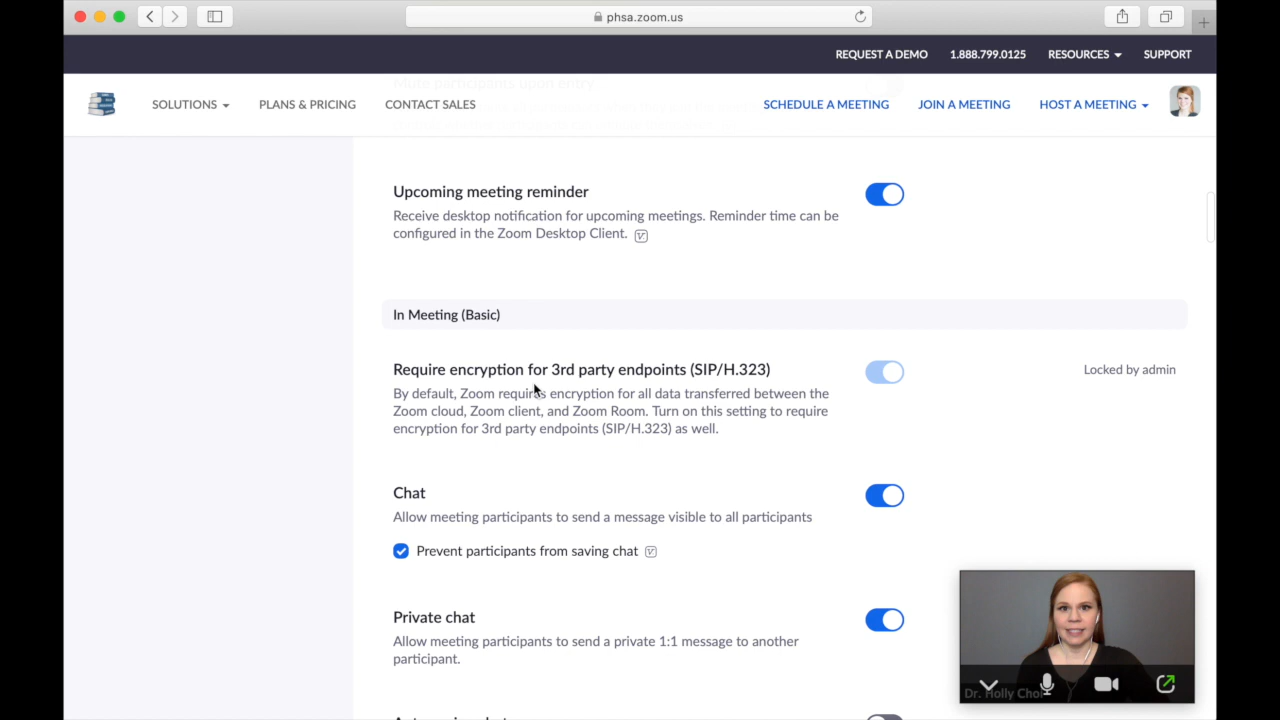 phsa.zoom.us
REQUEST A DEMO 1.888.799.0125 RESOURCES SUPPORT
Mute participants upon entry
SOLUTIONS PLANS & PRICING CONTACT SALES SCHEDULE A MEETING JOIN A MEETING HOST A MEETING
Upcoming meeting reminder
Receive desktop notification for upcoming meetings. Reminder time can be
configured in the Zoom Desktop Client.
In Meeting (Basic)
Require encryption for 3rd party endpoints (SIP/H.323)
Locked by admin
By default, Zoom requires encryption for all data transferred between the
Zoom cloud, Zoom client, and Zoom Room. Turn on this setting to require
encryption for 3rd party endpoints (SIP/H.323) as well.
Chat
Allow meeting participants to send a message visible to all participants
Prevent participants from saving chat
Private chat
Allow meeting participants to send a private 1:1 message to another
participant.
Dr. Holly